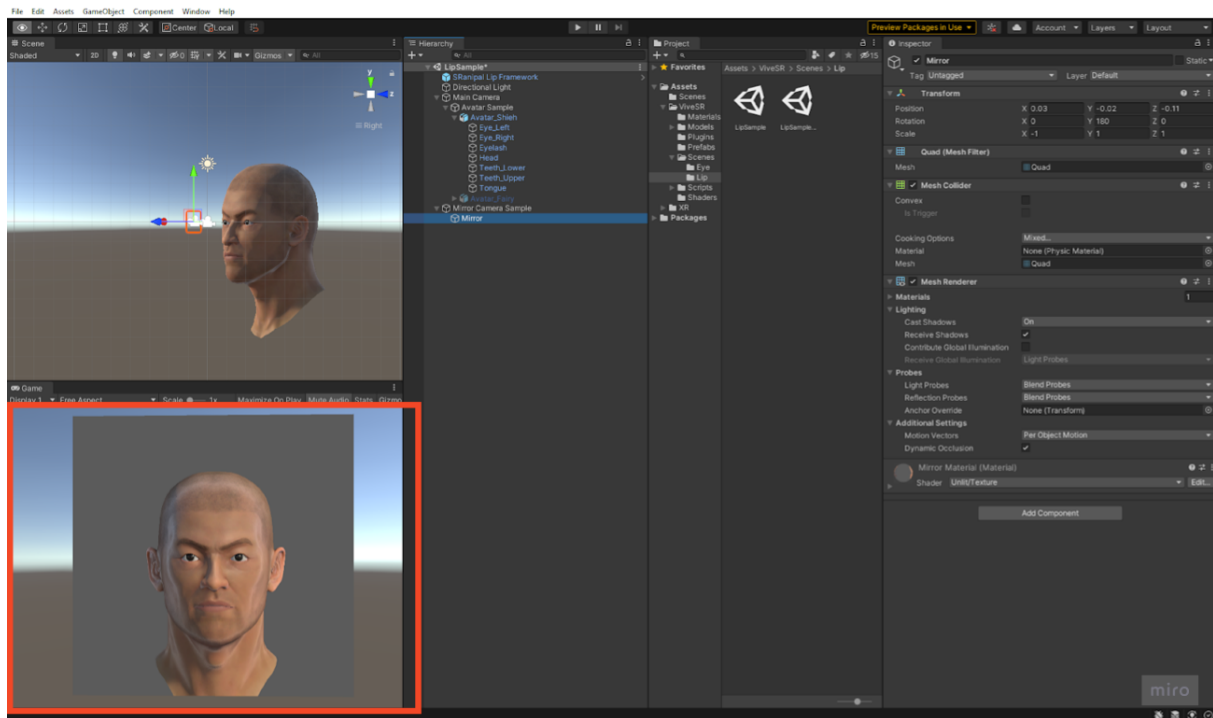 File Edit Assets GameObject Component Window Help
Center Local
Preview Packages in Use
Account Layers Layout
Scene
Shaded 2D 0 Gizmos All
y
z
Right
Game
Display 1 Free Aspect Scale 1x Maximize On Play Mute Audio Stats Gizmo
Hierarchy
All
LipSample*
SRanipal Lip Framework
Directional Light
Main Camera
Avatar Sample
Avatar_Shieh
Eye_Left
Eye_Right
Eyelash
Head
Teeth_Lower
Teeth_Upper
Tongue
Avatar_Fairy
Mirror Camera Sample
Mirror
Project
15
Favorites
Assets
Scenes
ViveSR
Materials
Models
Plugins
Prefabs
Scenes
Eye
Lip
Scripts
Shaders
XR
Packages
Assets > ViveSR > Scenes > Lip
LipSample LipSample...
Inspector
Mirror Static
Tag Untagged Layer Default
Transform
Position X 0.03 Y -0.02 Z -0.11
Rotation X 0 Y 180 Z 0
Scale X -1 Y 1 Z 1
Quad (Mesh Filter)
Mesh Quad
Mesh Collider
Convex
Is Trigger
Cooking Options Mixed...
Material None (Physic Material)
Mesh Quad
Mesh Renderer
Materials 1
Lighting
Cast Shadows On
Receive Shadows
Contribute Global Illumination
Receive Global Illumination Light Probes
Probes
Light Probes Blend Probes
Reflection Probes Blend Probes
Anchor Override None (Transform)
Additional Settings
Motion Vectors Per Object Motion
Dynamic Occlusion
Mirror Material (Material)
Shader Unlit/Texture Edit...
Add Component
miro